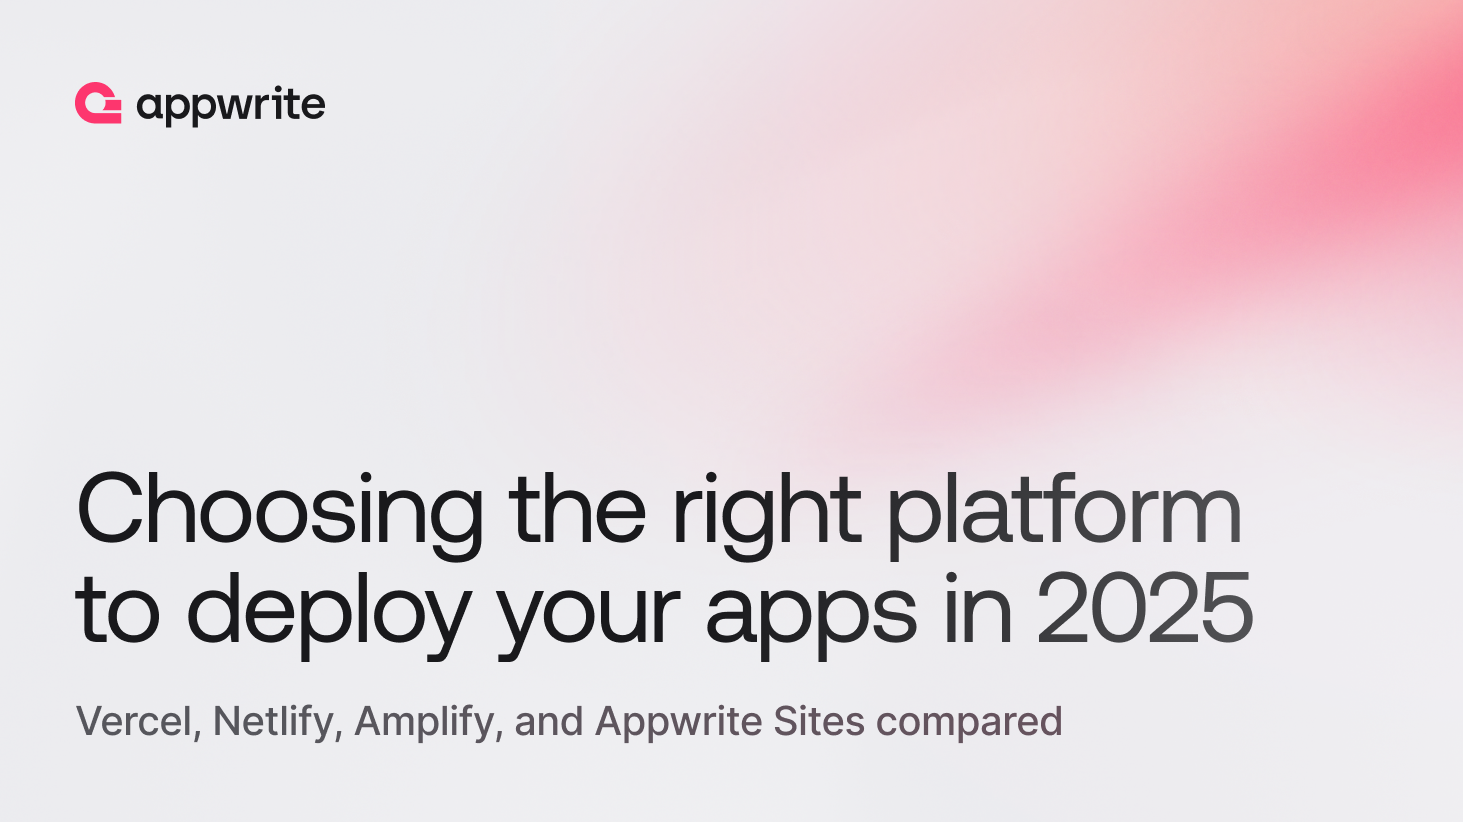 appwrite
Choosing the right platform
to deploy your apps in 2025
Vercel, Netlify, Amplify, and Appwrite Sites compared